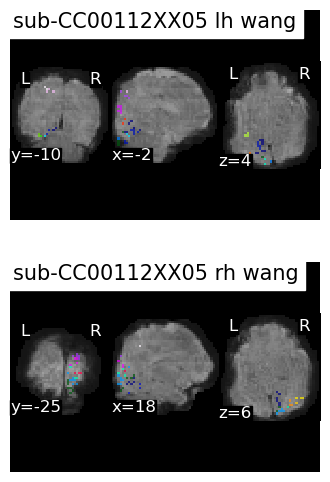 sub-CC00112XX05 lh wang
L R L R
y=-10 x=-2 z=4
sub-CC00112XX05 rh wang
L R L R
y=-25 x=18 z=6